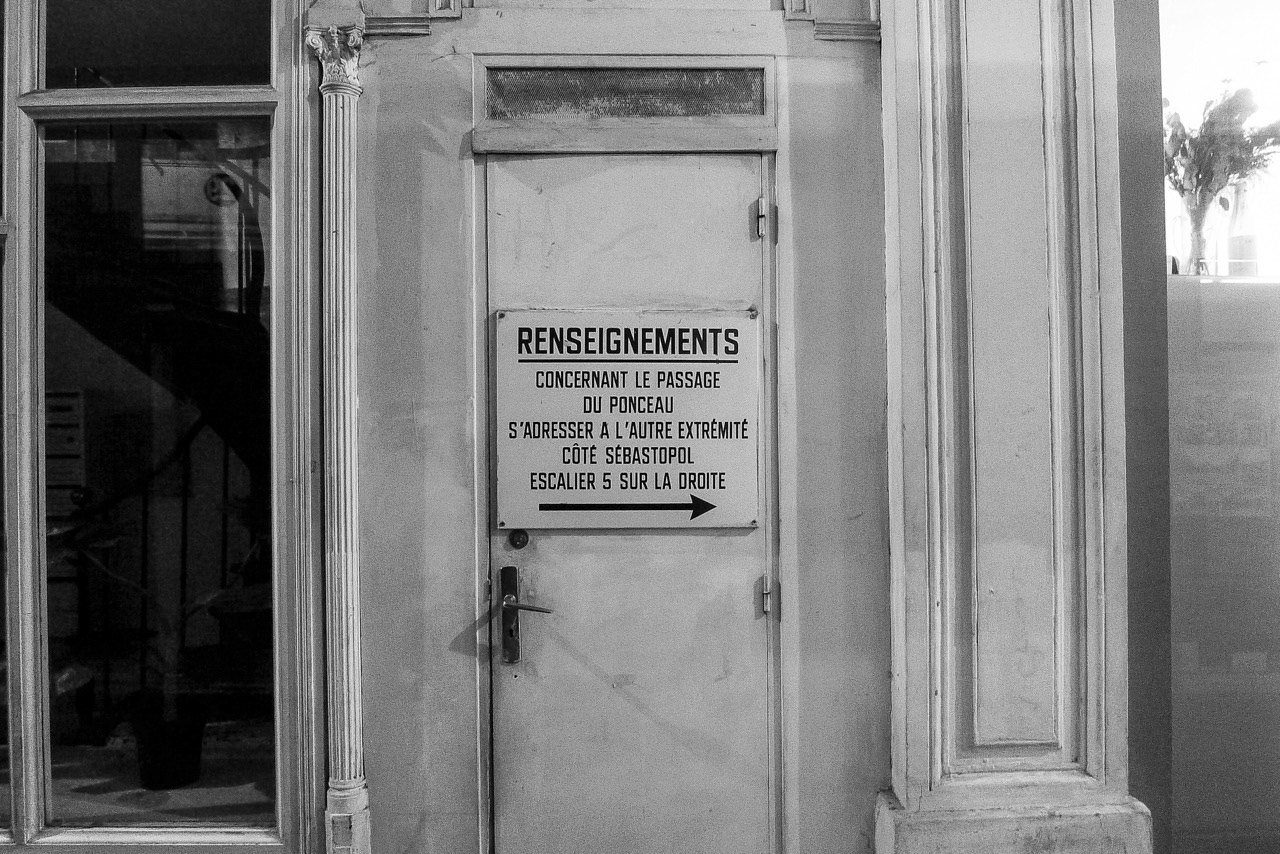 RENSEIGNEMENTS
CONCERNANT LE PASSAGE
DU PONCEAU
S'ADRESSER A L'AUTRE EXTRÉMITÉ
CÔTÉ SÉBASTOPOL
ESCALIER 5 SUR LA DROITE